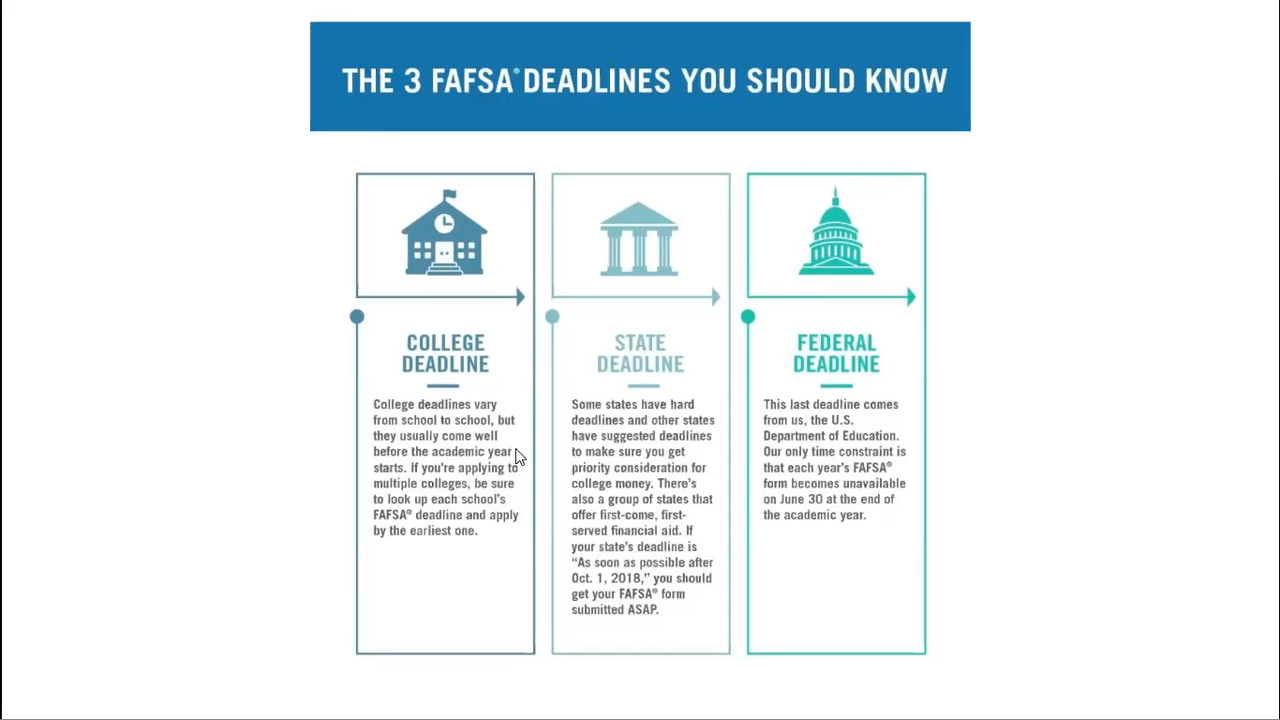 THE 3 FAFSA® DEADLINES YOU SHOULD KNOW
COLLEGE
DEADLINE
College deadlines vary
from school to school, but
they usually come well
before the academic year
starts. If you're applying to
multiple colleges, be sure
to look up each school's
FAFSA® deadline and apply
by the earliest one.
STATE
DEADLINE
Some states have hard
deadlines and other states
have suggested deadlines
to make sure you get
priority consideration for
college money. There's
also a group of states that
offer first-come, first-
served financial aid. If
your state's deadline is
“As soon as possible after
Oct. 1, 2018,” you should
get your FAFSA® form
submitted ASAP.
FEDERAL
DEADLINE
This last deadline comes
from us, the U.S.
Department of Education.
Our only time constraint is
that each year's FAFSA®
form becomes unavailable
on June 30 at the end of
the academic year.